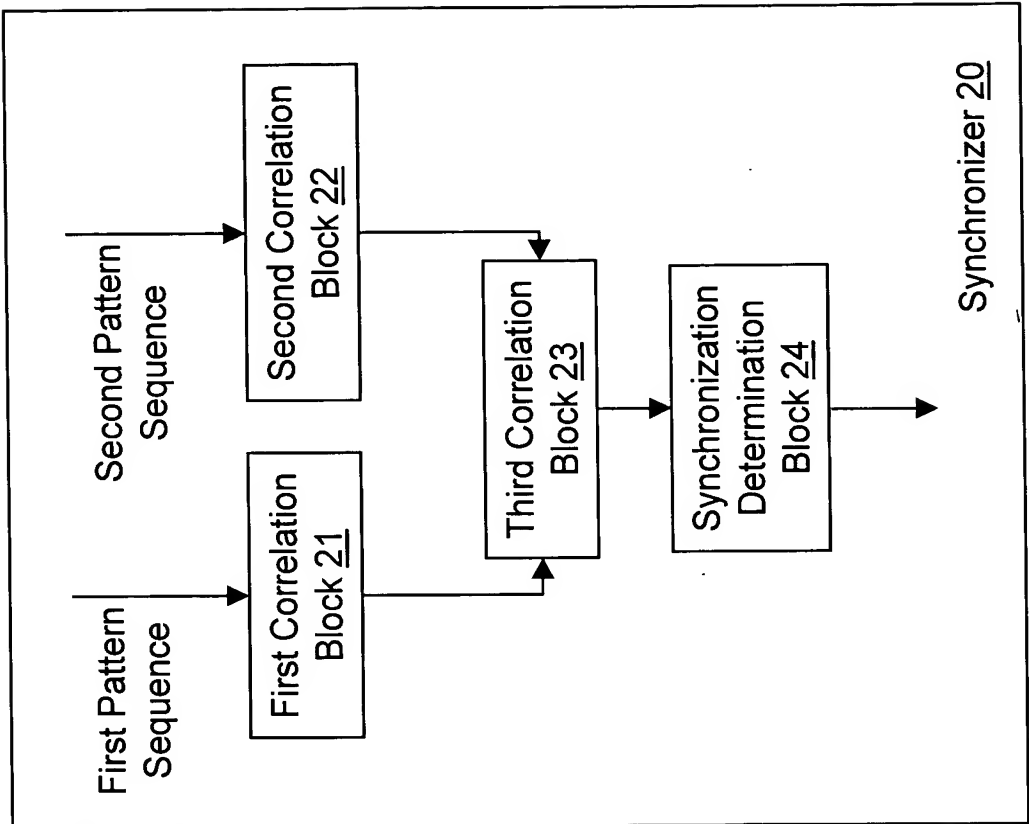 First Pattern
Sequence
Second Pattern
Sequence
First Correlation
Block 21
Second Correlation
Block 22
Third Correlation
Block 23
Synchronization
Determination
Block 24
Synchronizer 20